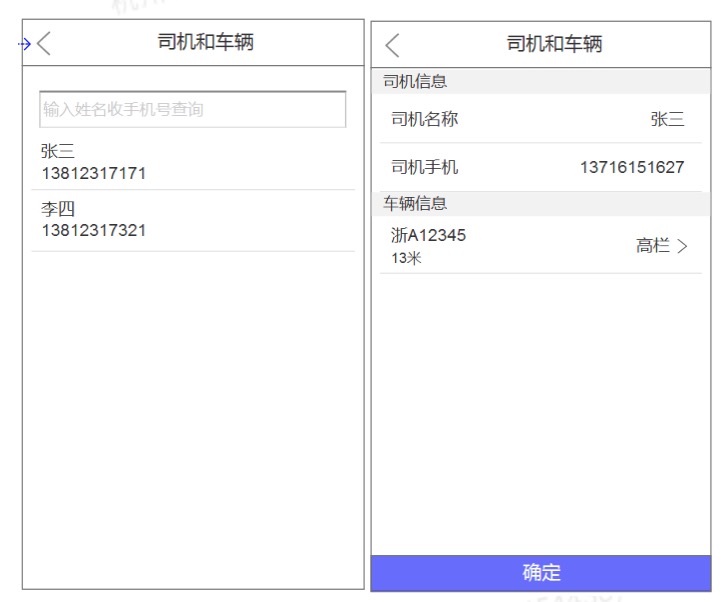 司机和车辆
输入姓名收手机号查询
张三
13812317171
李四
13812317321
司机和车辆
司机信息
司机名称 张三
司机手机 13716151627
车辆信息
浙A12345
13米
高栏
确定